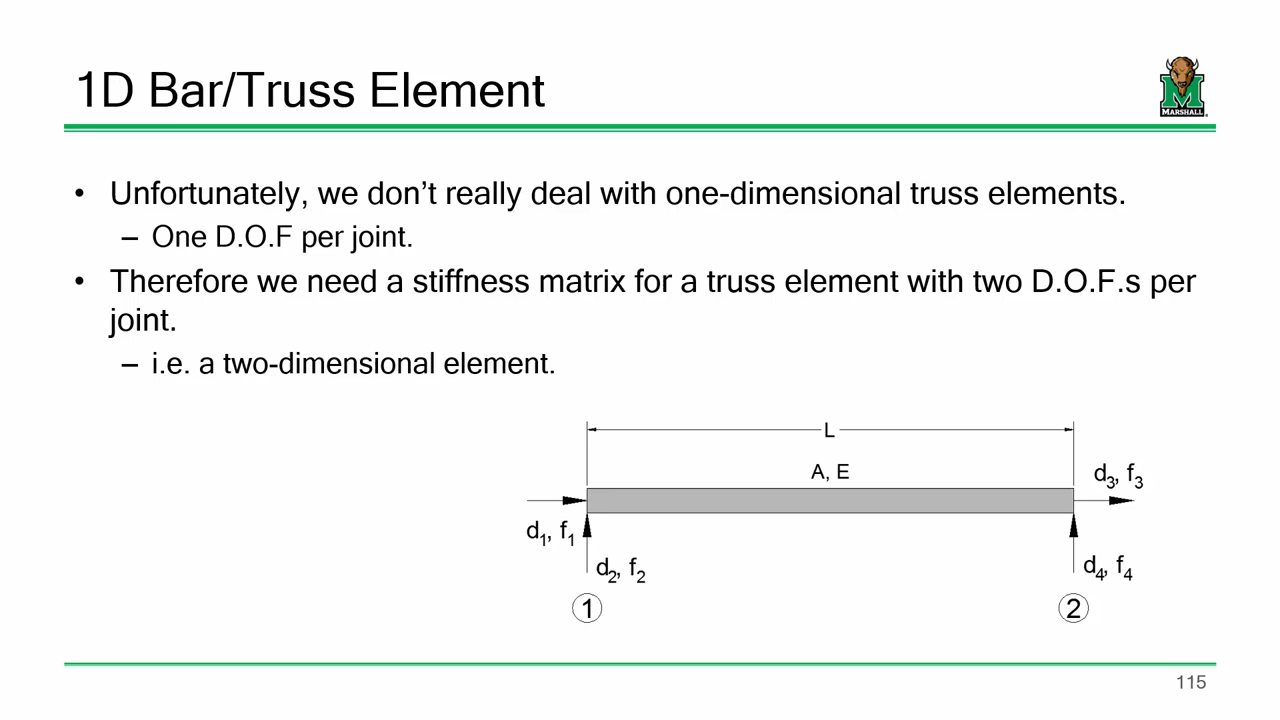 1D Bar/Truss Element
MARSHALL
• Unfortunately, we don’t really deal with one-dimensional truss elements.
– One D.O.F per joint.
• Therefore we need a stiffness matrix for a truss element with two D.O.F.s per
joint.
– i.e. a two-dimensional element.
L
A, E
d3, f3
d1, f1
d2, f2
d4, f4
1
2
115